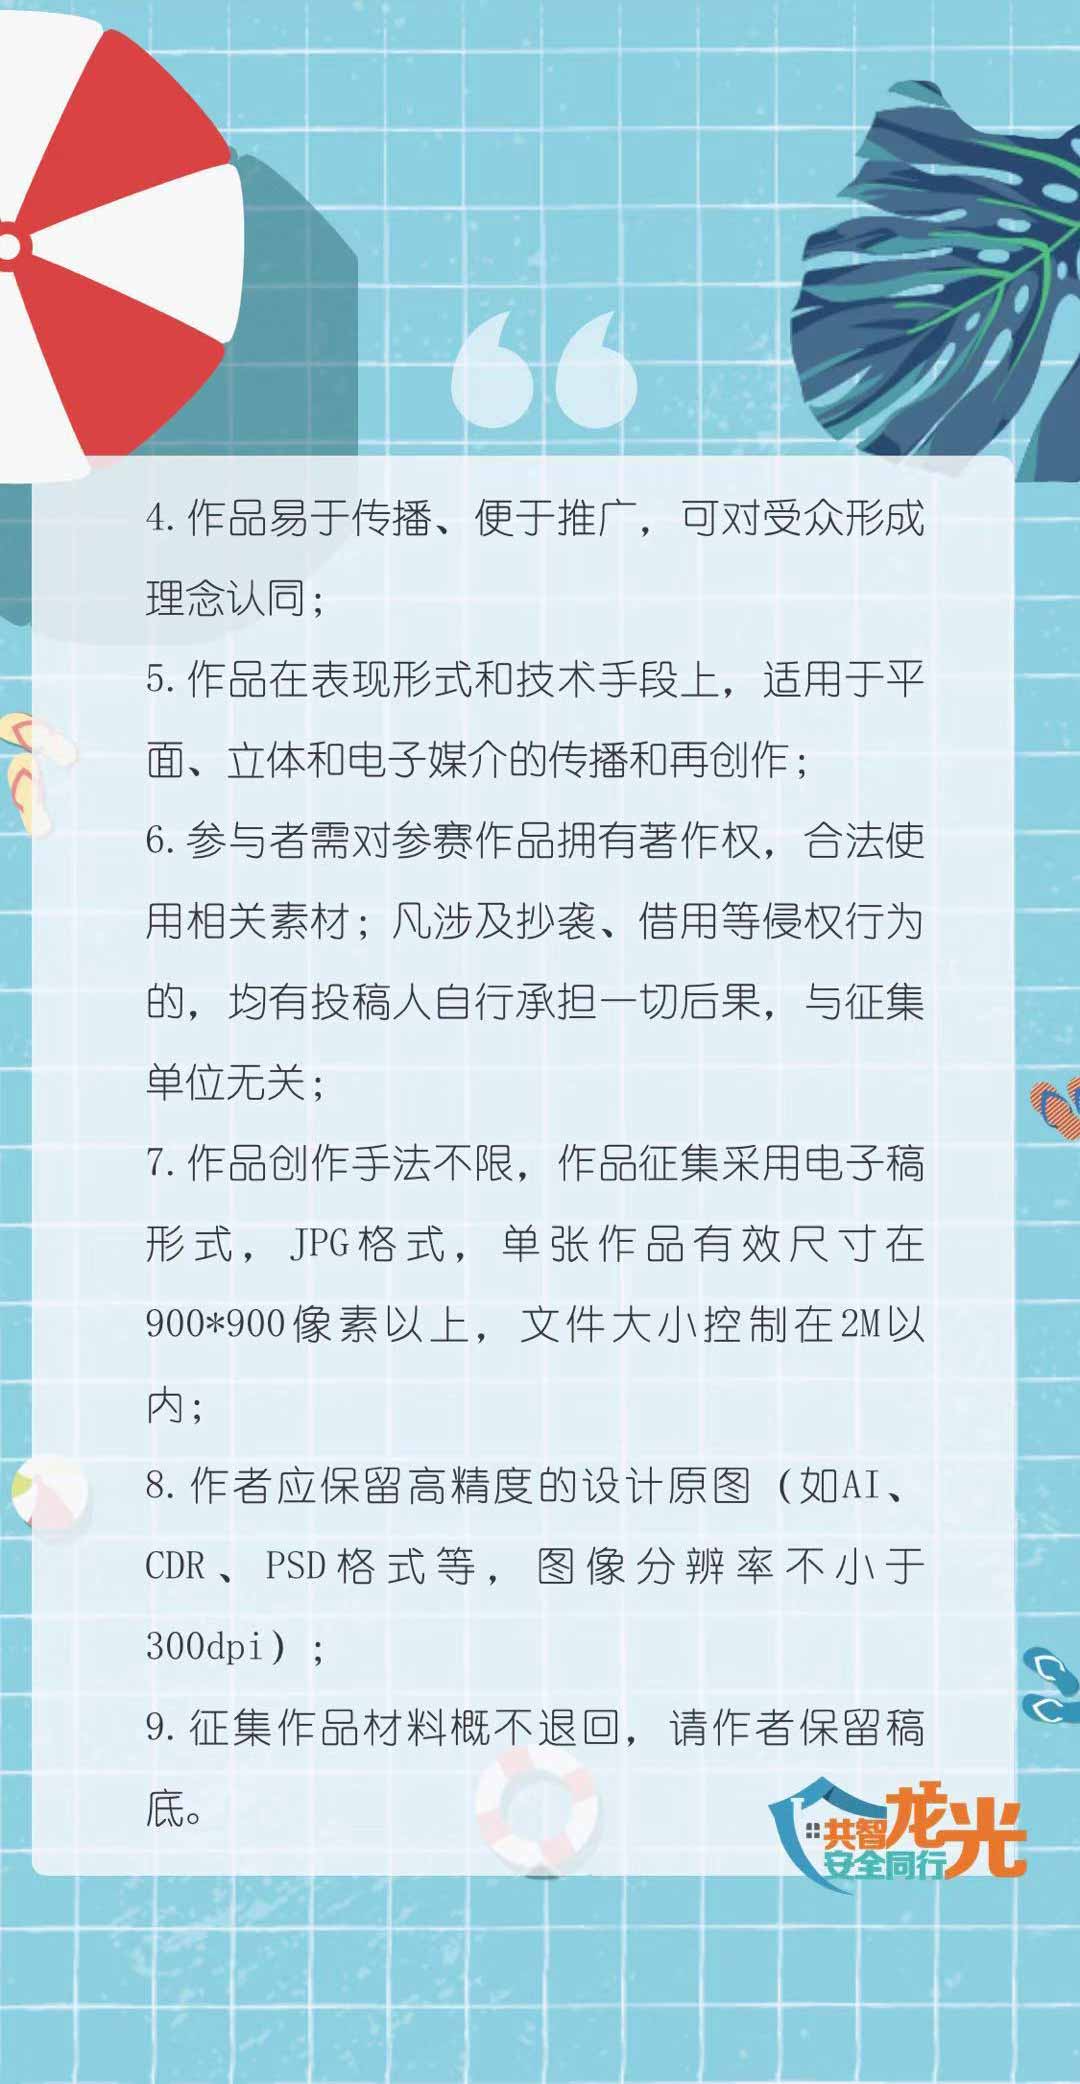 4.作品易于传播、便于推广，可对受众形成
理念认同；
5.作品在表现形式和技术手段上，适用于平
面、立体和电子媒介的传播和再创作；
6.参与者需对参赛作品拥有著作权，合法使
用相关素材；凡涉及抄袭、借用等侵权行为
的，均有投稿人自行承担一切后果，与征集
单位无关；
7.作品创作手法不限，作品征集采用电子稿
形式，JPG格式，单张作品有效尺寸在
900*900像素以上，文件大小控制在2M以
内；
8.作者应保留高精度的设计原图（如AI、
CDR、PSD格式等，图像分辨率不小于
300dpi）；
9.征集作品材料概不退回，请作者保留稿
底。
共智龙光
安全同行